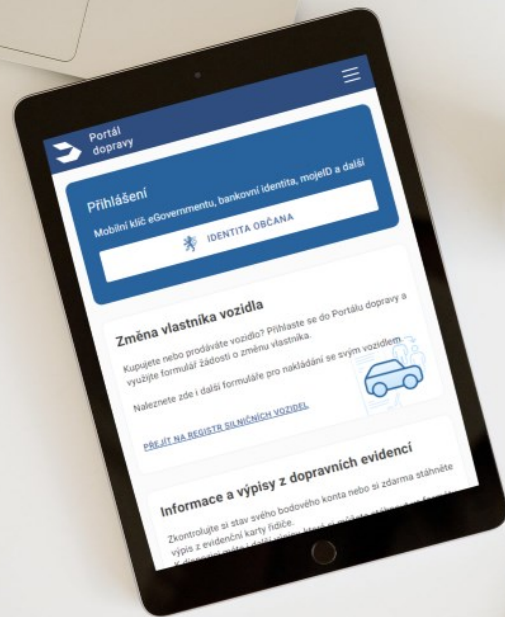 Portál
dopravy
Přihlášení
Mobilní klíč eGovernmentu, bankovní identita, mojeID a další
IDENTITA OBČANA
Změna vlastníka vozidla
Kupujete nebo prodáváte vozidlo? Přihlaste se do Portálu dopravy a
využijte formulář žádosti o změnu vlastníka.
Naleznete zde i další formuláře pro nakládání se svým vozidlem.
PŘEJÍT NA REGISTR SILNIČNÍCH VOZIDEL
Informace a výpisy z dopravních evidencí
Zkontrolujte si stav svého bodového konta nebo si zdarma stáhněte
výpis z evidenční karty řidiče.